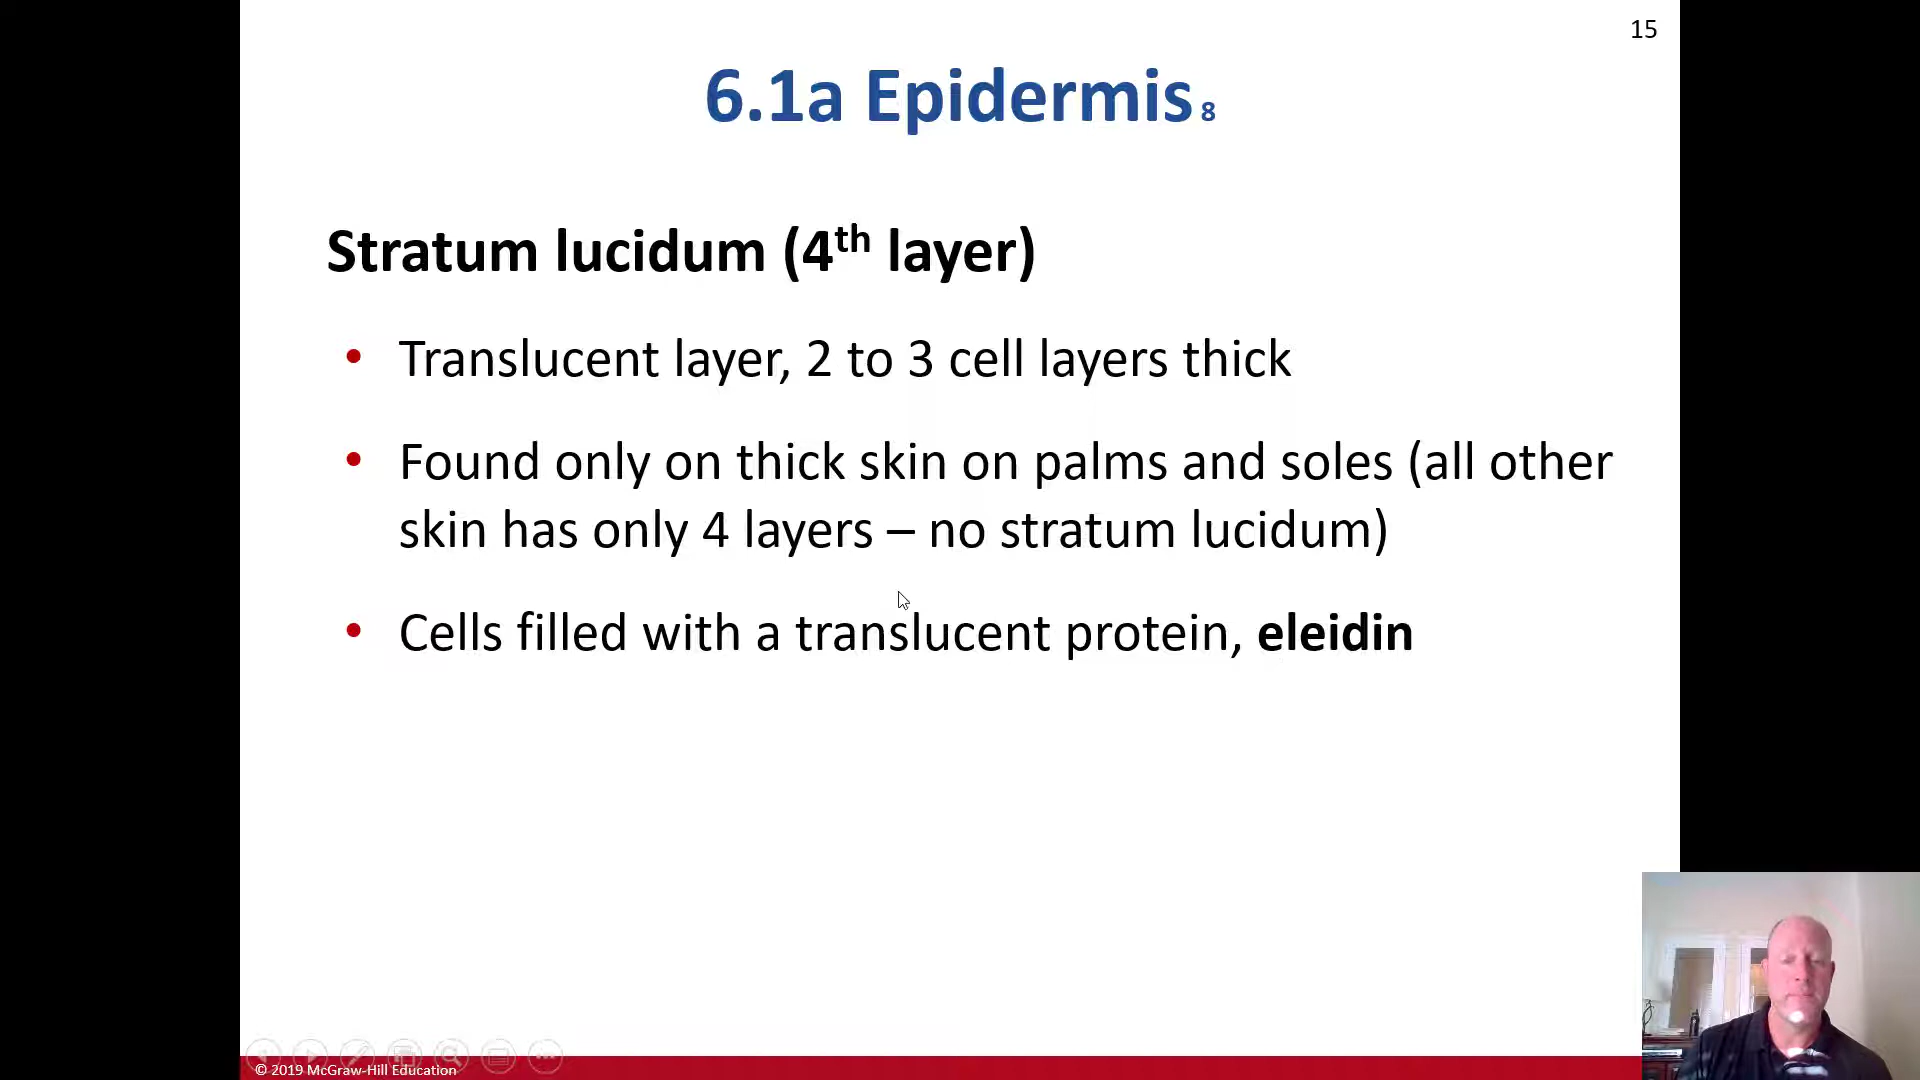 15
6.1a Epidermis 8
Stratum lucidum (4th layer)
• Translucent layer, 2 to 3 cell layers thick
• Found only on thick skin on palms and soles (all other
skin has only 4 layers – no stratum lucidum)
• Cells filled with a translucent protein, eleidin
© 2019 McGraw-Hill Education